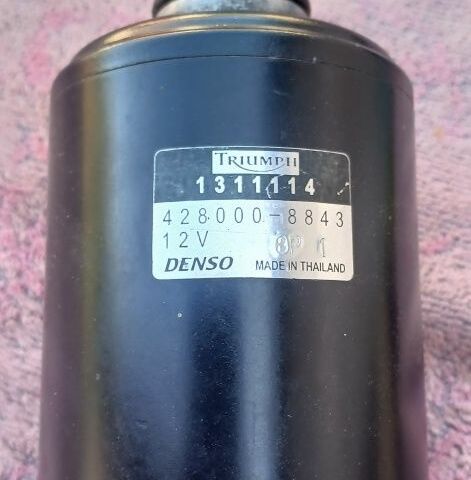 TRIUMPH
1311114
428000-8843
12V
DENSO MADE IN THAILAND